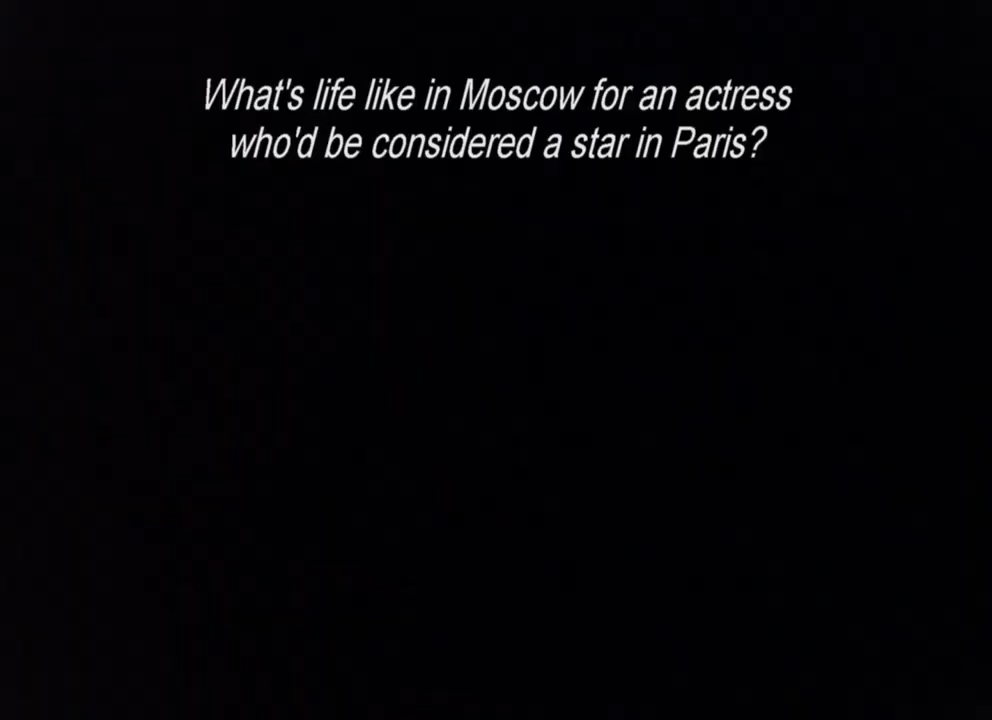 What's life like in Moscow for an actress
who'd be considered a star in Paris?